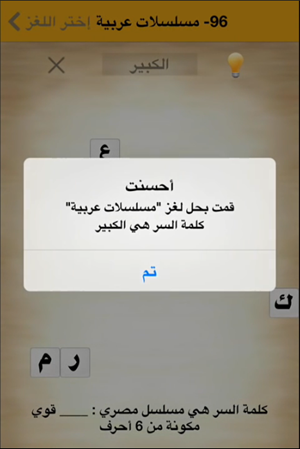 96- مسلسلات عربية إختر اللغز
الكبير
ع
أحسنت
قمت بحل لغز "مسلسلات عربية"
كلمة السر هي الكبير
تم
ك
م ر
كلمة السر هي مسلسل مصري : ____ قوي
مكونة من 6 أحرف